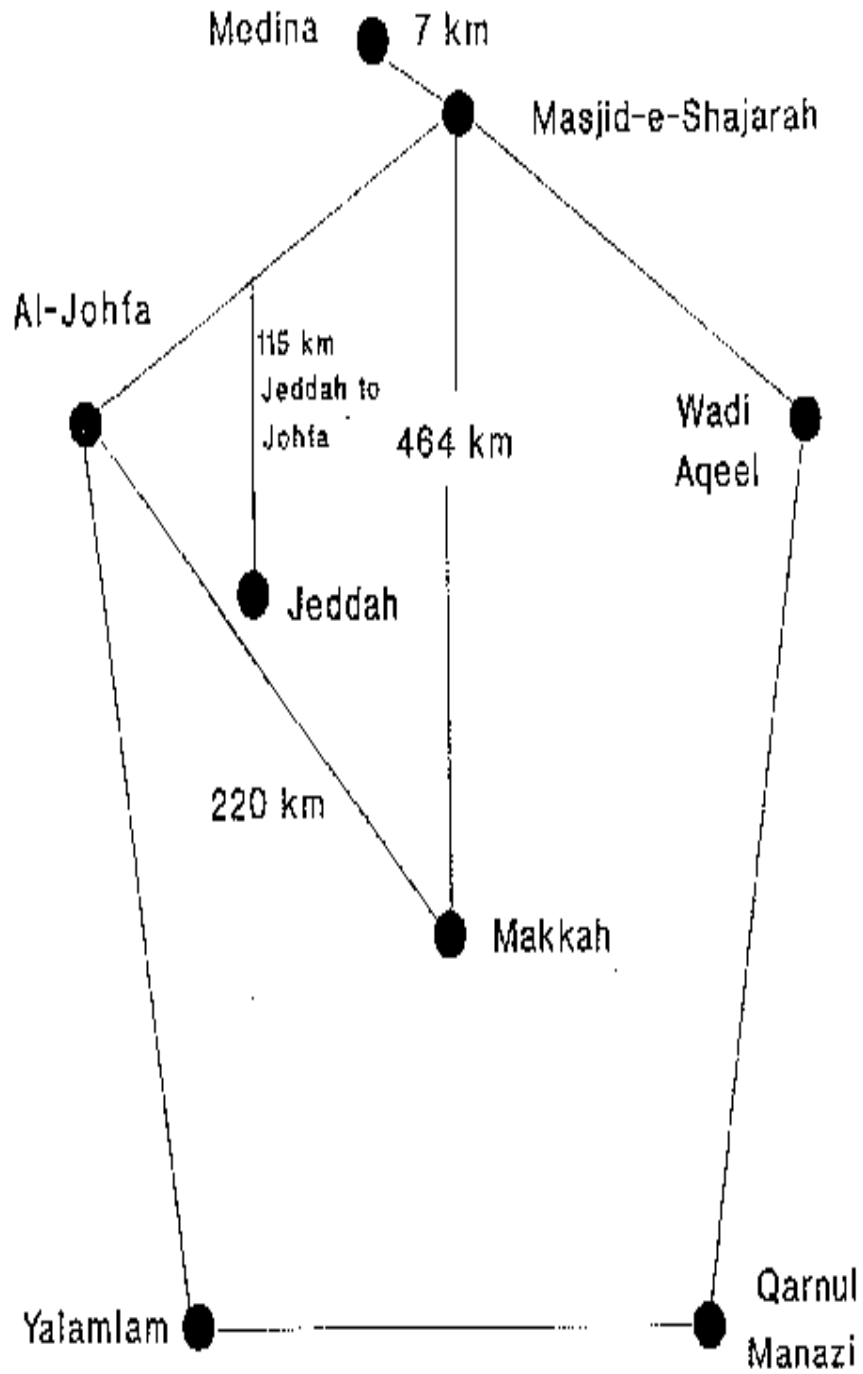 Medina
7 km
Masjid-e-Shajarah
Al-Johfa
115 km
Jeddah to
Johfa
464 km
Wadi
Aqeel
Jeddah
220 km
Makkah
Yalamlam
Qarnul
Manazi